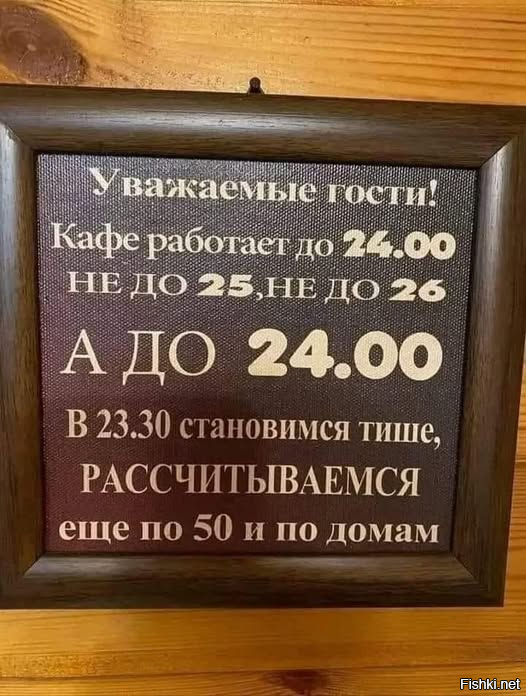 Уважаемые гости!
Кафе работает до 24.00
НЕ ДО 25,НЕ ДО 26
А ДО 24.00
В 23.30 становимся тише,
РАССЧИТЫВАЕМСЯ
еще по 50 и по домам
Fishki.net